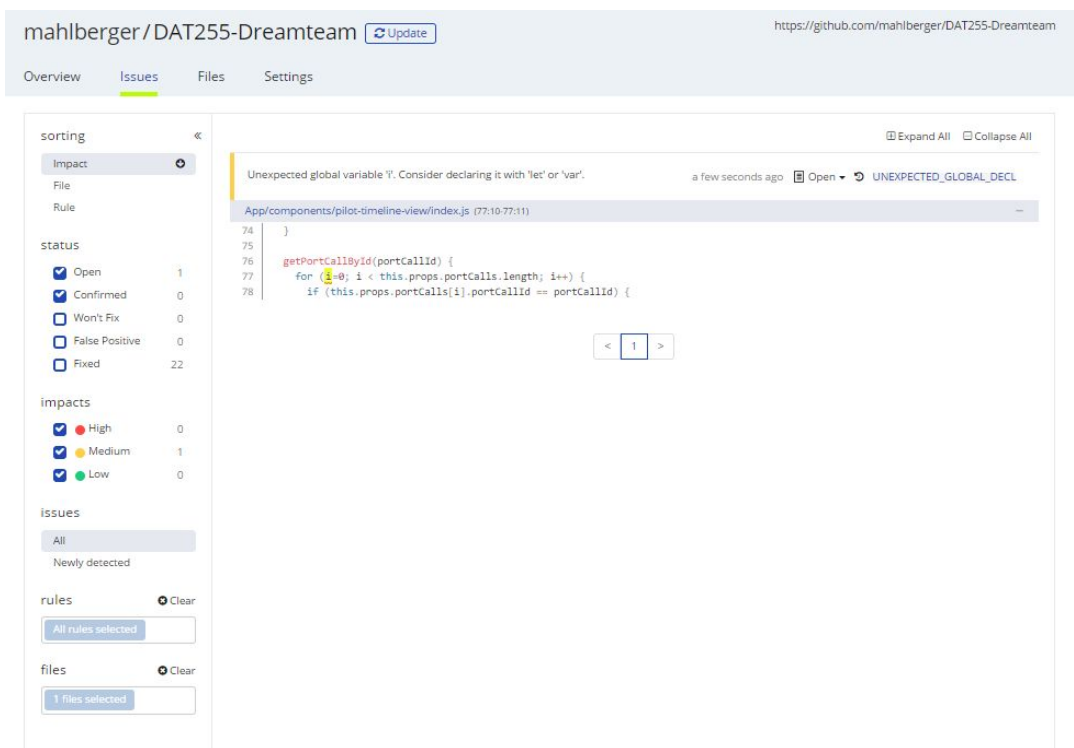 mahlberger/DAT255-Dreamteam Update
https://github.com/mahlberger/DAT255-Dreamteam
Overview Issues Files Settings
sorting «
Impact
File
Rule
status
Open 1
Confirmed 0
Won't Fix 0
False Positive 0
Fixed 22
impacts
High 0
Medium 1
Low 0
issues
All
Newly detected
rules Clear
All rules selected
files Clear
1 files selected
Expand All Collapse All
Unexpected global variable 'i'. Consider declaring it with 'let' or 'var'. a few seconds ago Open UNEXPECTED_GLOBAL_DECL
App/components/pilot-timeline-view/index.js (77:10-77:11) −
74 }
75
76 getPortCallById(portCallId) {
77 for (i=0; i < this.props.portCalls.length; i++) {
78 if (this.props.portCalls[i].portCallId == portCallId) {
< 1 >